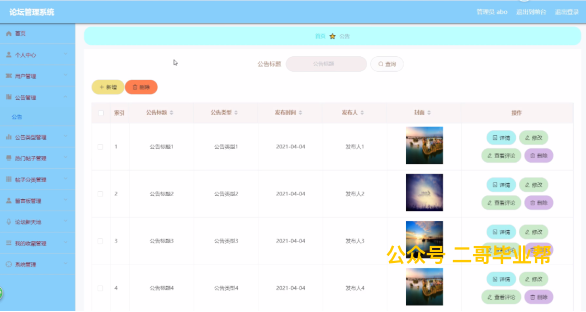 论坛管理系统
管理员 abo 退出到前台 退出登录
首页
个人中心
用户管理
公告管理
公告
公告类型管理
热门帖子管理
帖子分类管理
留言板管理
论坛聊天间
我的收藏管理
系统管理
首页 公告
公告标题 公告标题 查询
新增 删除
索引 公告标题 公告类型 发布时间 发布人 封面 操作
1 公告标题1 公告类型1 2021-04-04 发布人1 详情 修改
查看评论 删除
2 公告标题2 公告类型2 2021-04-04 发布人2 详情 修改
查看评论 删除
3 公告标题3 公告类型3 2021-04-04 发布人3 详情 修改
查看评论 删除
公众号 二哥毕业帮
4 公告标题4 公告类型4 2021-04-04 发布人4 详情 修改
查看评论 删除